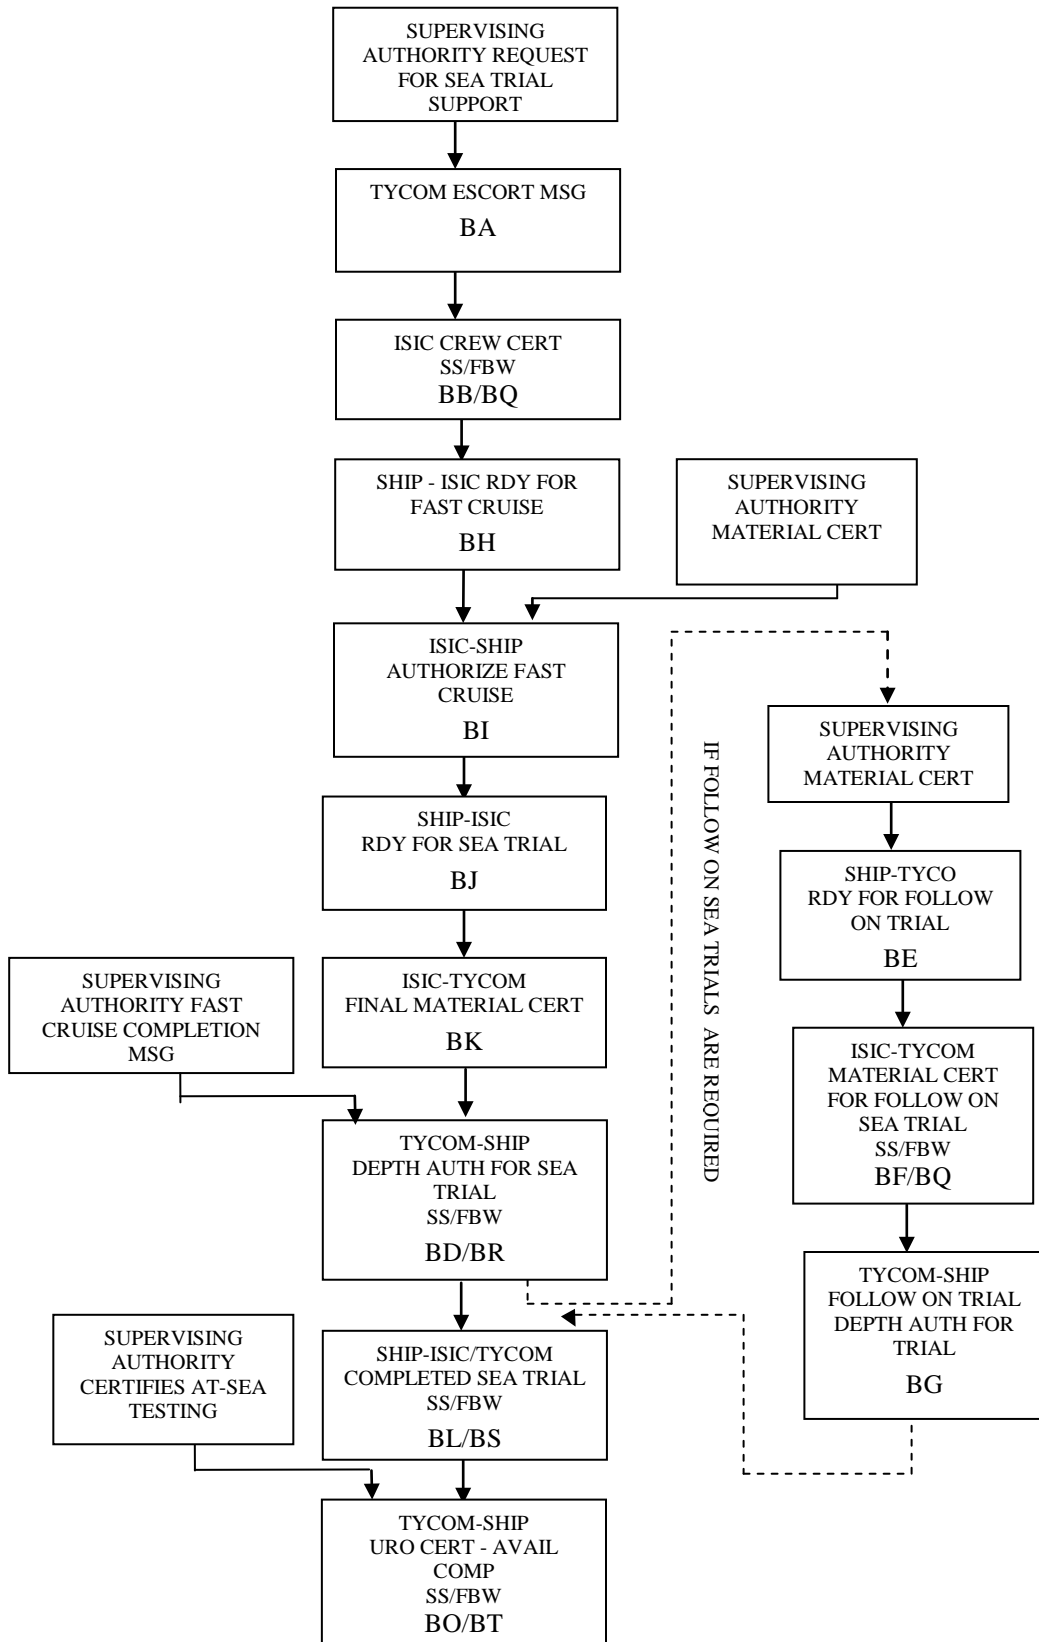 SUPERVISING
AUTHORITY REQUEST
FOR SEA TRIAL
SUPPORT
TYCOM ESCORT MSG
BA
ISIC CREW CERT
SS/FBW
BB/BQ
SHIP - ISIC RDY FOR
FAST CRUISE
BH
SUPERVISING
AUTHORITY
MATERIAL CERT
ISIC-SHIP
AUTHORIZE FAST
CRUISE
BI
SHIP-ISIC
RDY FOR SEA TRIAL
BJ
ISIC-TYCOM
FINAL MATERIAL CERT
BK
SUPERVISING
AUTHORITY FAST
CRUISE COMPLETION
MSG
TYCOM-SHIP
DEPTH AUTH FOR SEA
TRIAL
SS/FBW
BD/BR
IF FOLLOW ON SEA TRIALS ARE REQUIRED
SUPERVISING
AUTHORITY
MATERIAL CERT
SHIP-TYCO
RDY FOR FOLLOW
ON TRIAL
BE
ISIC-TYCOM
MATERIAL CERT
FOR FOLLOW ON
SEA TRIAL
SS/FBW
BF/BQ
TYCOM-SHIP
FOLLOW ON TRIAL
DEPTH AUTH FOR
TRIAL
BG
SHIP-ISIC/TYCOM
COMPLETED SEA TRIAL
SS/FBW
BL/BS
SUPERVISING
AUTHORITY
CERTIFIES AT-SEA
TESTING
TYCOM-SHIP
URO CERT - AVAIL
COMP
SS/FBW
BO/BT